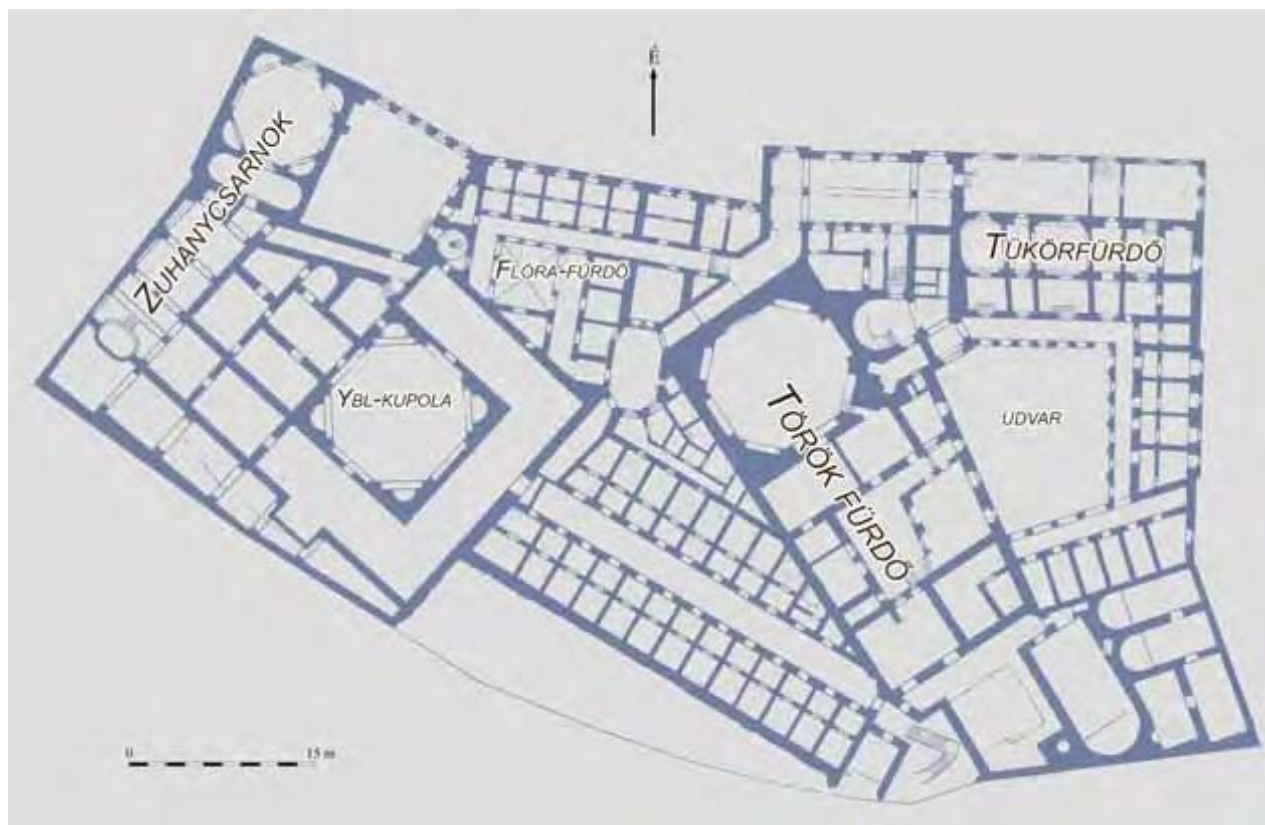 É
ZUHANYCSARNOK
FLÓRA-FÜRDŐ
TÜKÖRFÜRDŐ
YBL-KUPOLA
TÖRÖK FÜRDŐ
UDVAR
0 15 m